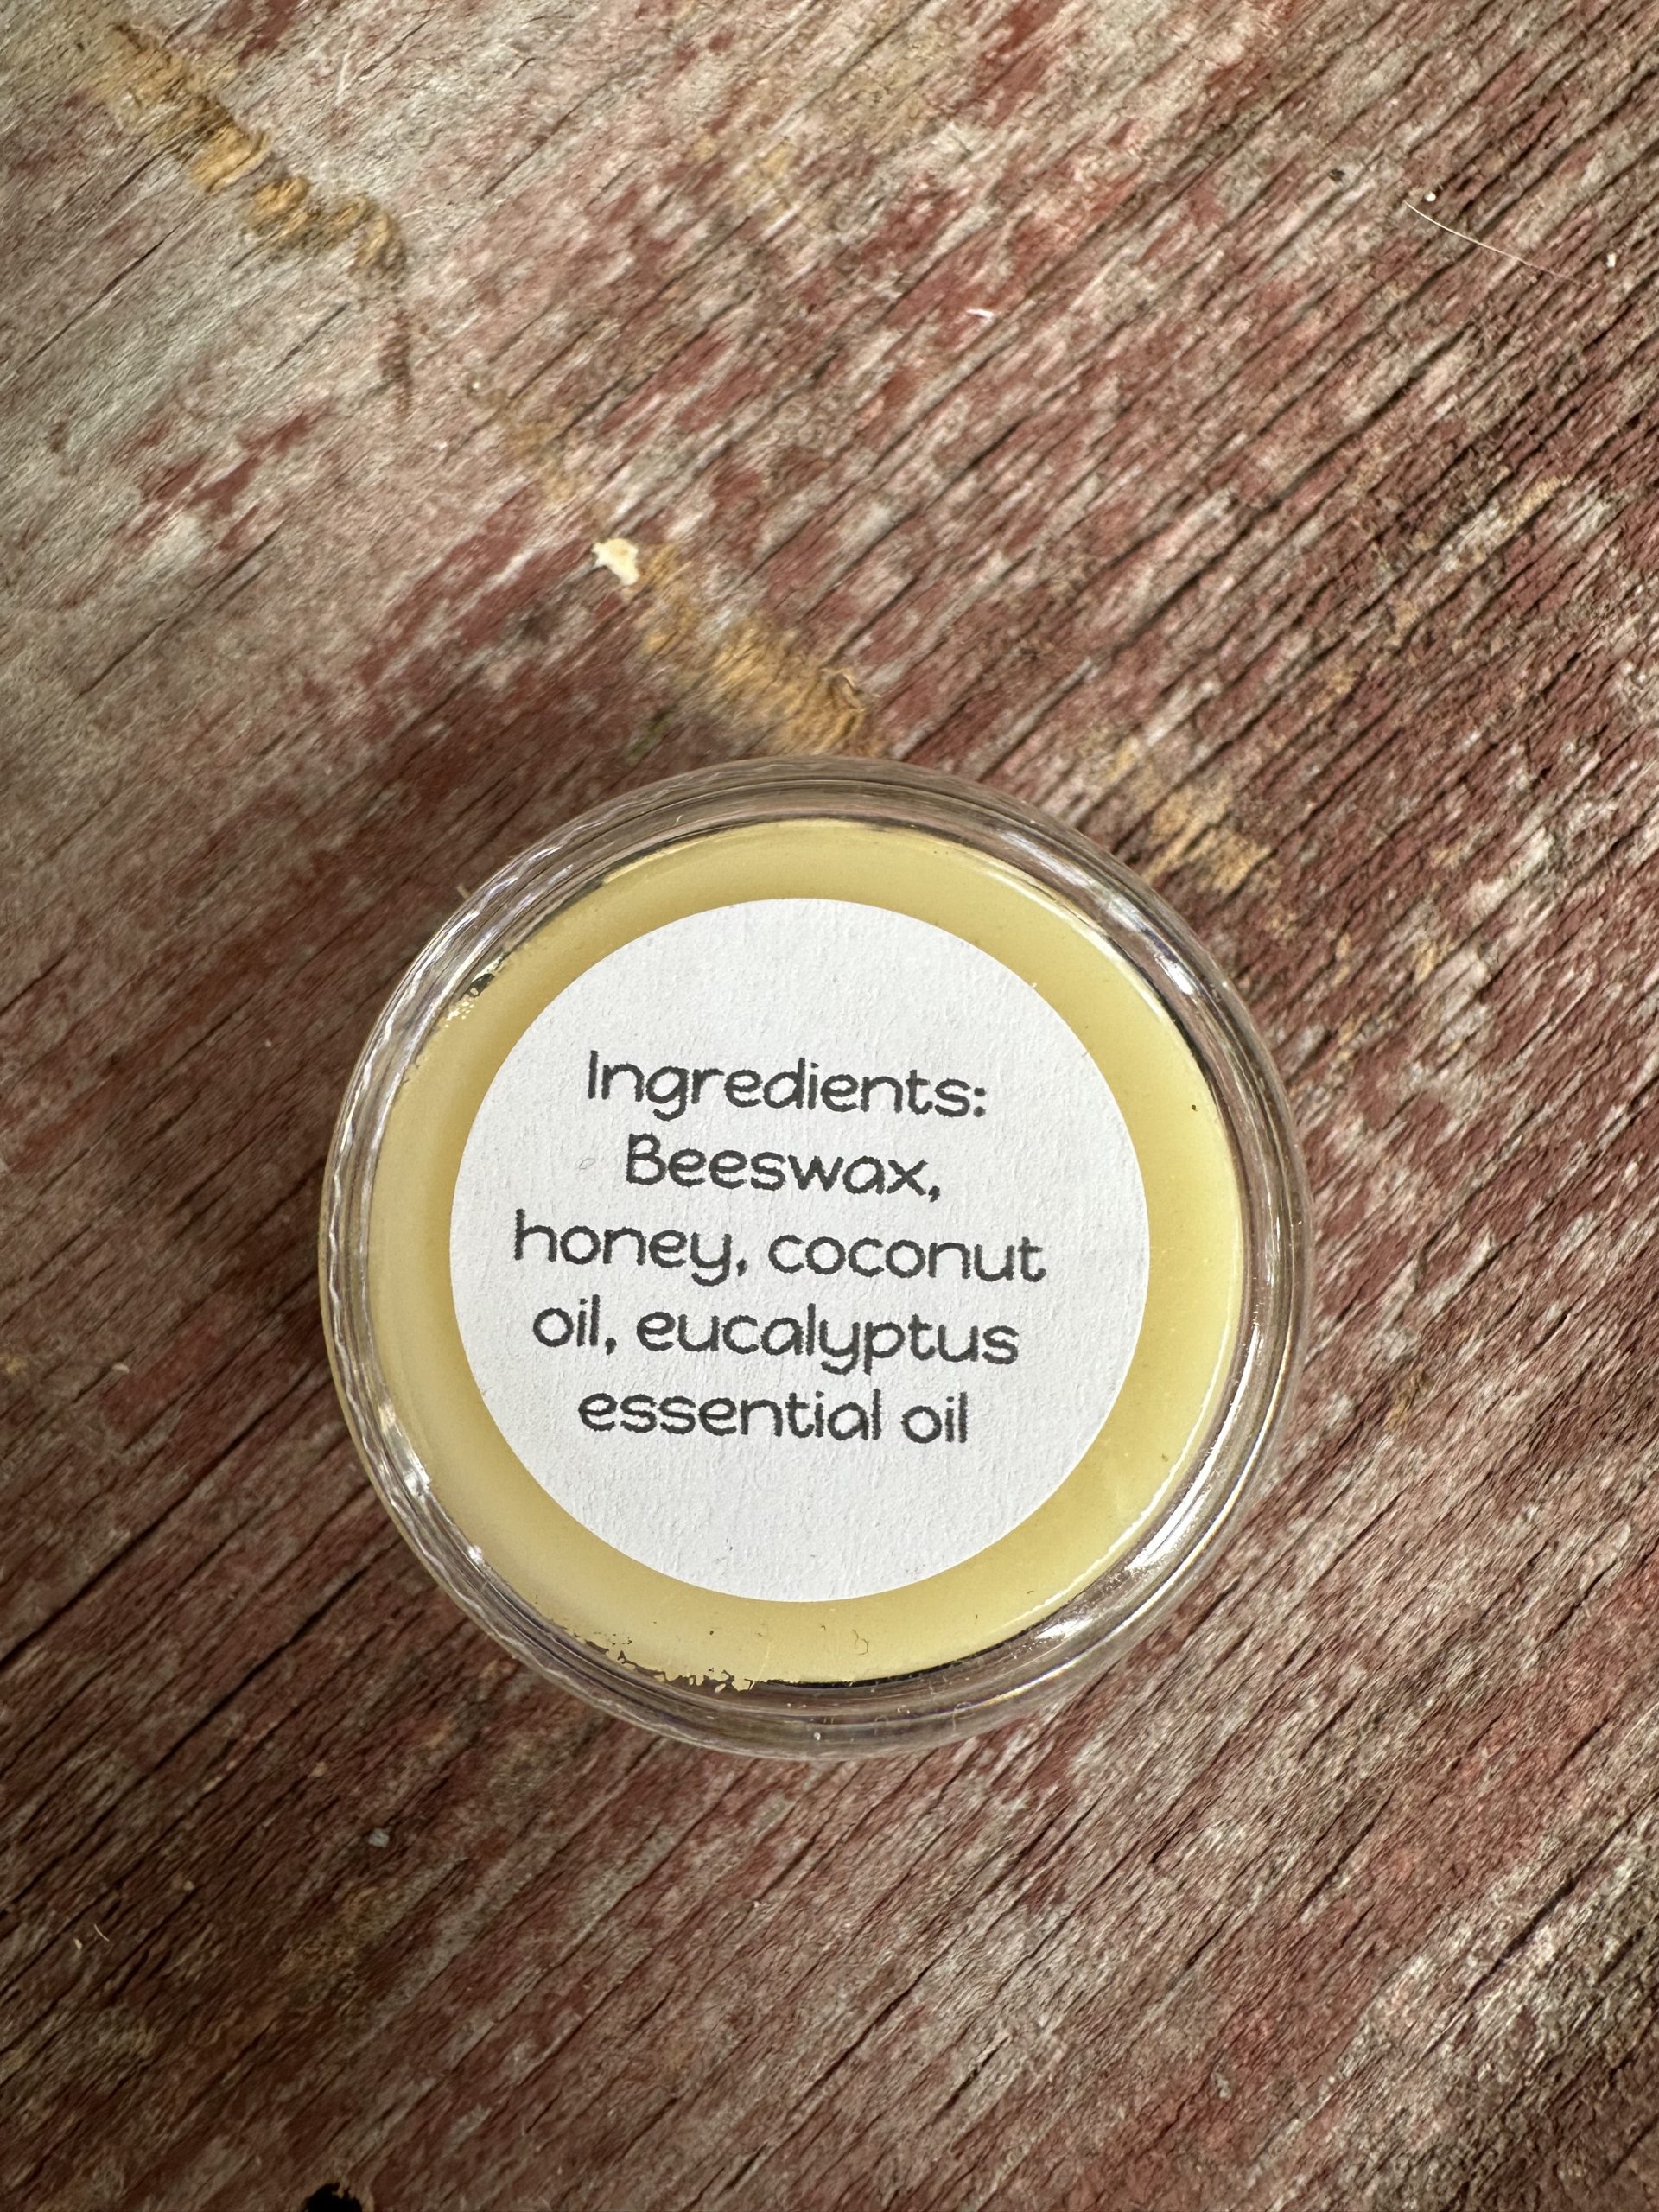 Ingredients:
Beeswax,
honey, coconut
oil, eucalyptus
essential oil